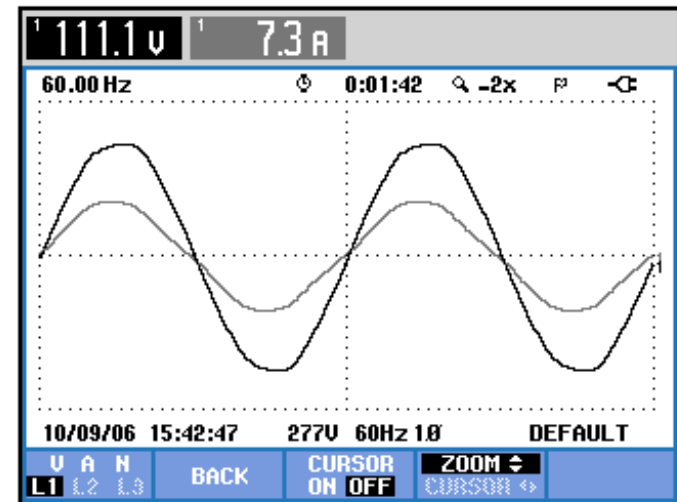 1 111.1 V 1 7.3 A
60.00 Hz 0:01:42 -2x
1
10/09/06 15:42:47 277V 60Hz 1Ø DEFAULT
V A N CURSOR ZOOM
L1 L2 L3 BACK ON OFF CURSOR